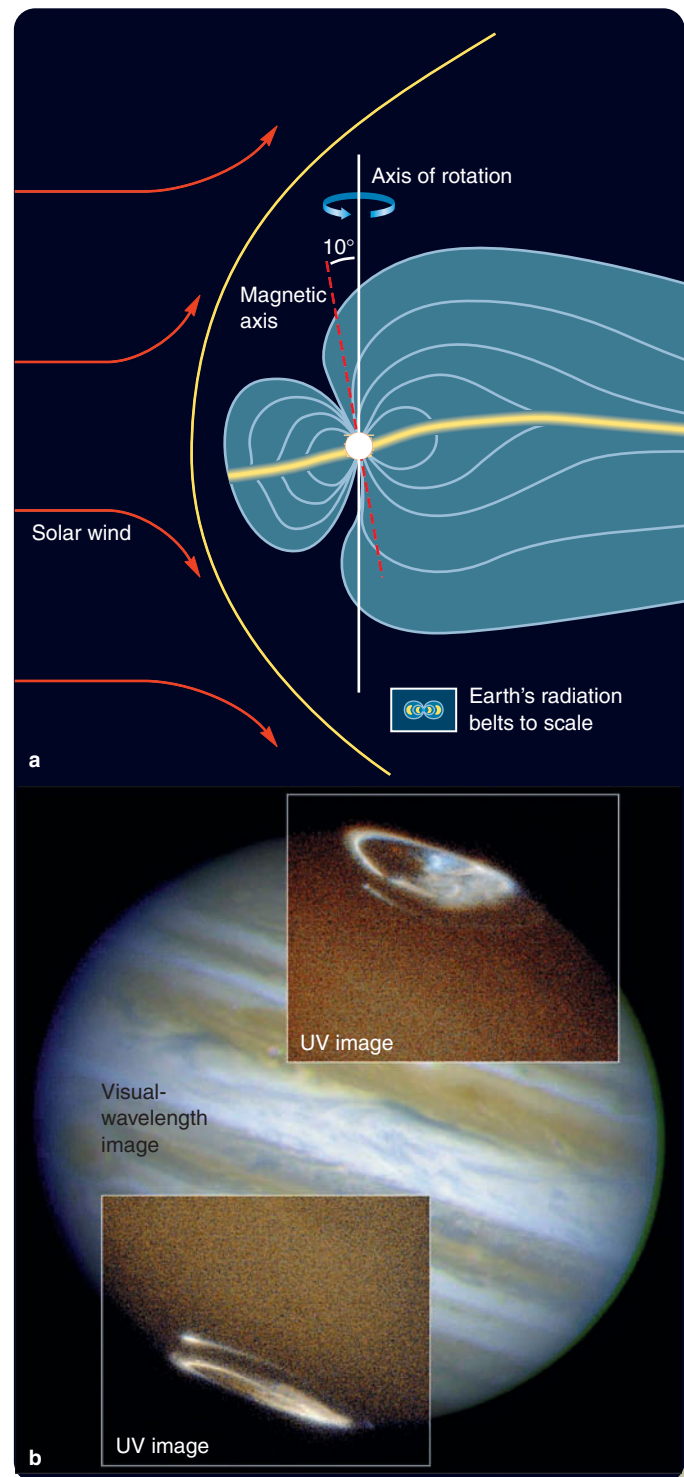 Axis of rotation
10°
Magnetic
axis
Solar wind
Earth's radiation
belts to scale
a
UV image
Visual-
wavelength
image
UV image
b